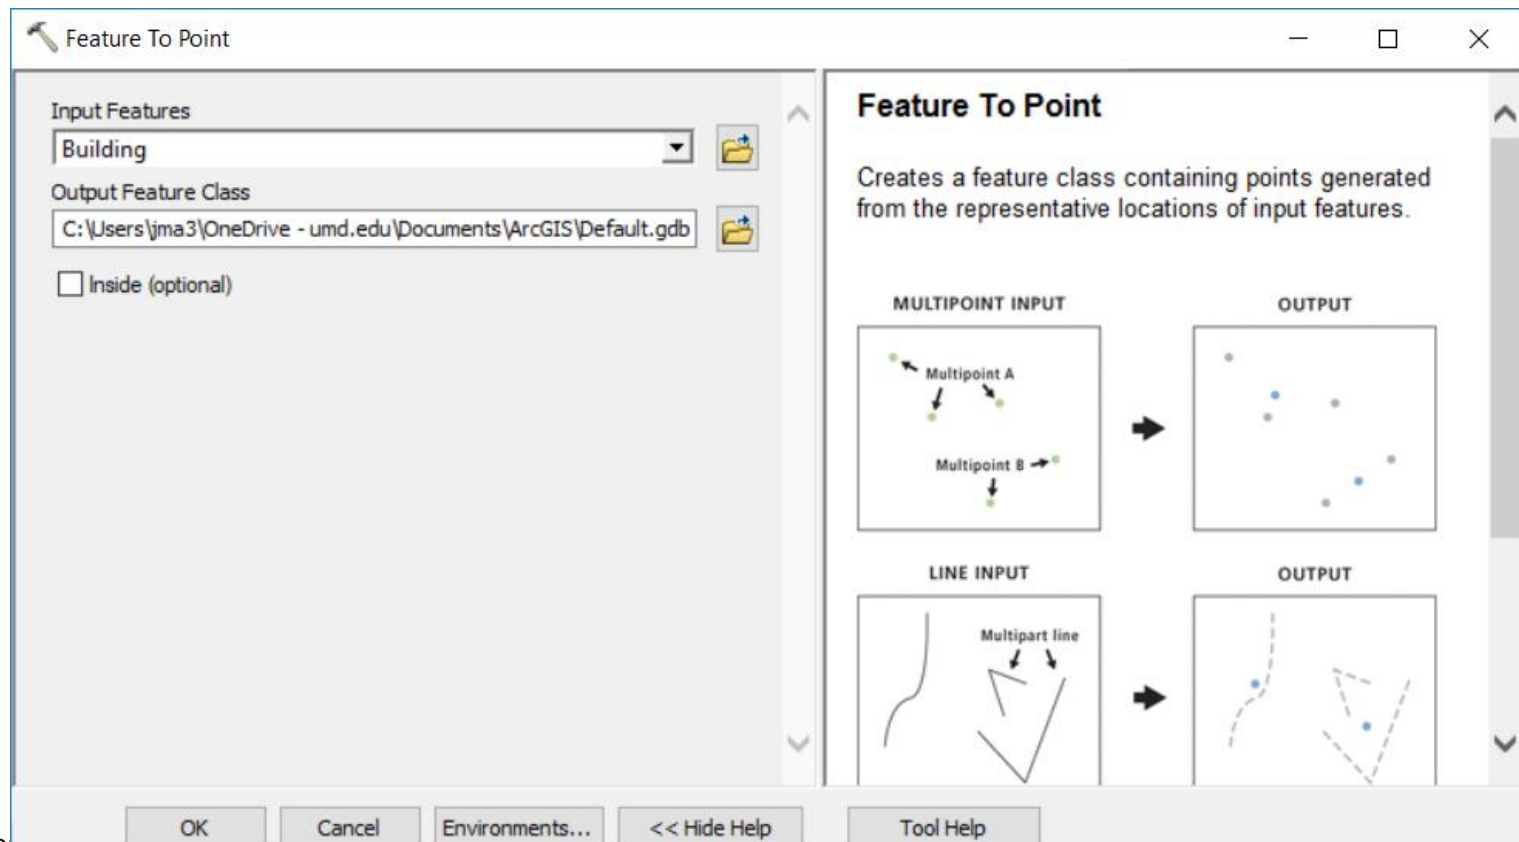 Feature To Point
Input Features
Building
Output Feature Class
C:\Users\jma3\OneDrive - umd.edu\Documents\ArcGIS\Default.gdb
Inside (optional)
Feature To Point
Creates a feature class containing points generated
from the representative locations of input features.
MULTIPOINT INPUT
OUTPUT
Multipoint A
Multipoint B
LINE INPUT
OUTPUT
Multipart line
OK
Cancel
Environments...
<< Hide Help
Tool Help